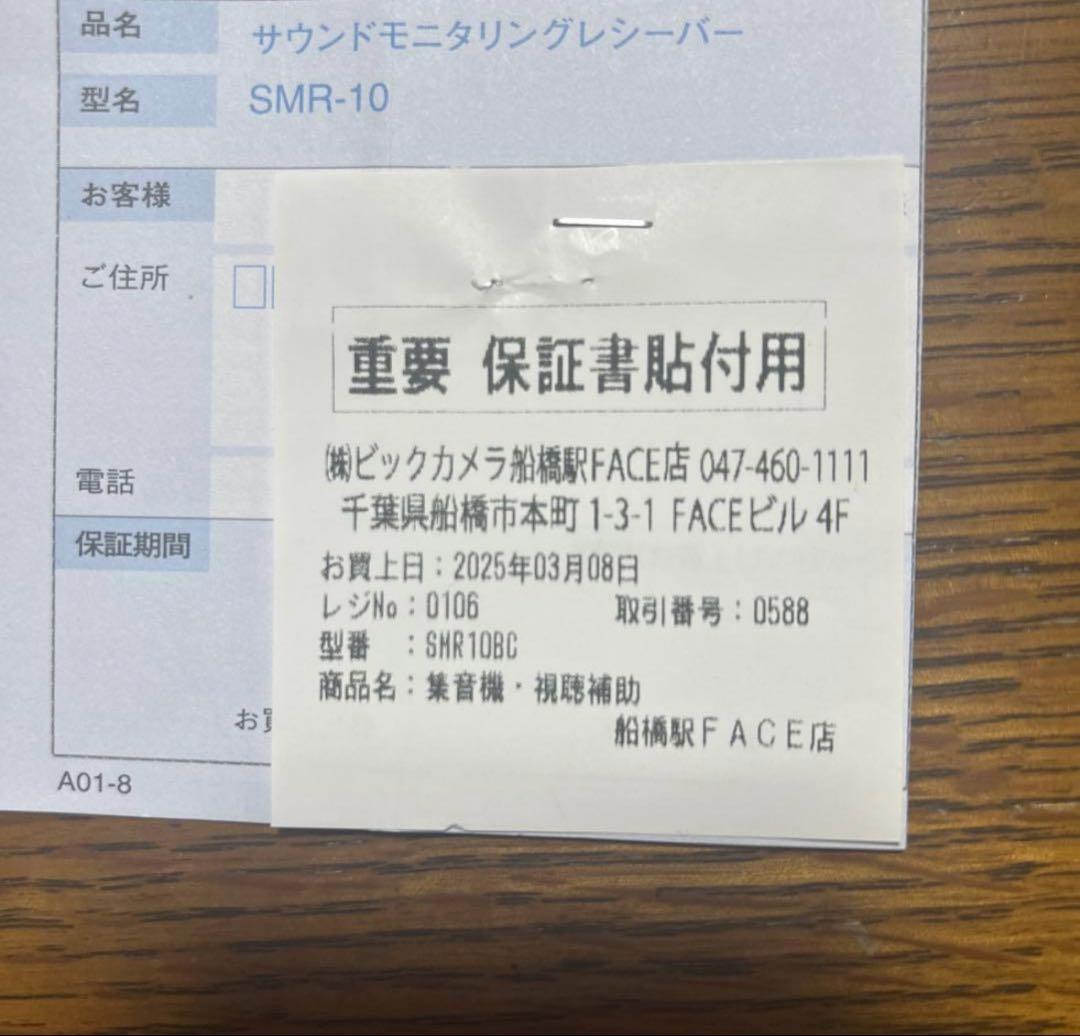 品名 サウンドモニタリングレシーバー
型名 SMR-10
お客様
ご住所
電話
保証期間
お買
A01-8
重要 保証書貼付用
㈱ビックカメラ船橋駅FACE店 047-460-1111
千葉県船橋市本町1-3-1 FACEビル 4F
お買上日：2025年03月08日
レジNo：0106 取引番号：0588
型番 ：SMR10BC
商品名：集音機・視聴補助
船橋駅ＦＡＣＥ店